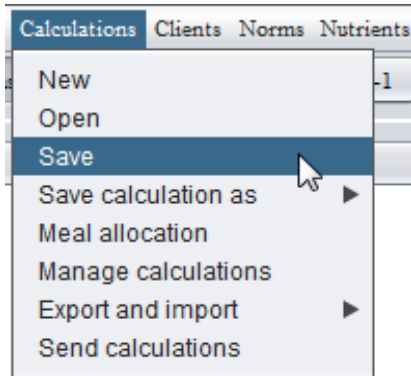 Calculations Clients Norms Nutrients
-1
New
Open
Save
Save calculation as
Meal allocation
Manage calculations
Export and import
Send calculations